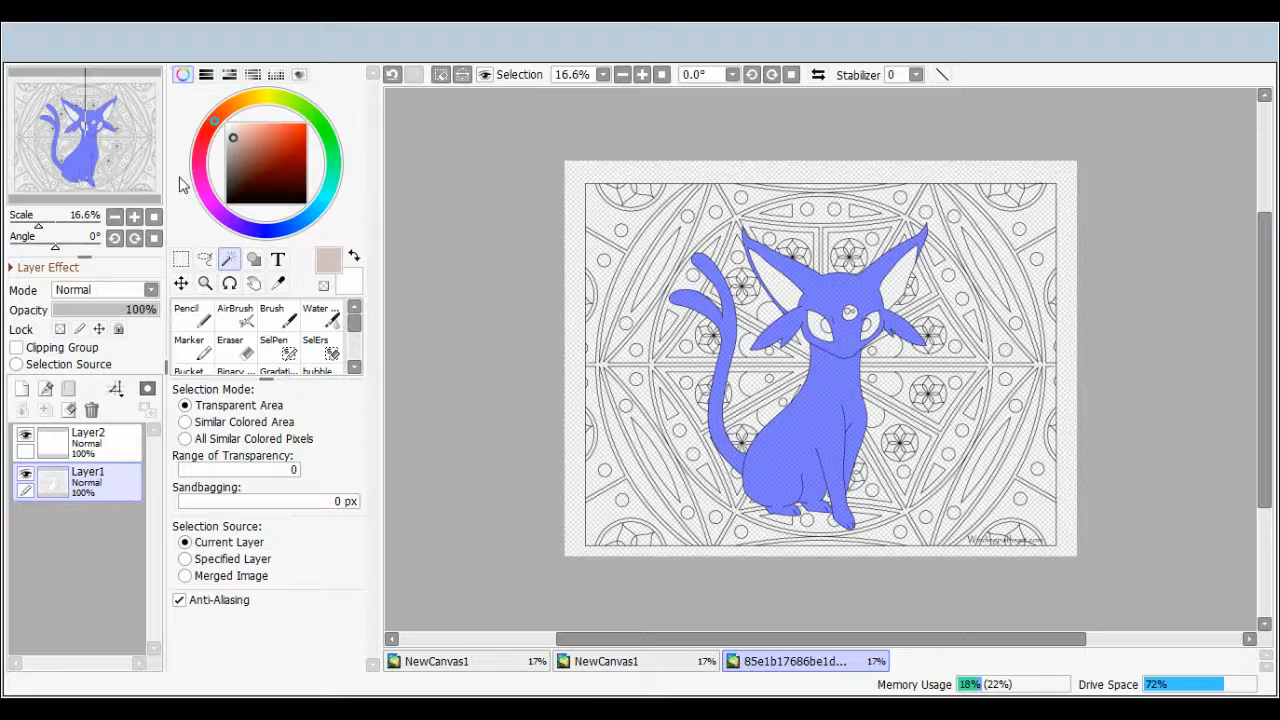 Selection 16.6% 0.0° Stabilizer 0
Scale 16.6%
Angle 0°
Layer Effect
Mode Normal
Opacity 100%
Lock
Clipping Group
Selection Source
Layer2
Normal
100%
Layer1
Normal
100%
T
Pencil AirBrush Brush Water ...
Marker Eraser SelPen SelErs
Bucket Binary ... Gradati... bubble
Selection Mode:
Transparent Area
Similar Colored Area
All Similar Colored Pixels
Range of Transparency:
0
Sandbagging:
0 px
Selection Source:
Current Layer
Specified Layer
Merged Image
Anti-Aliasing
NewCanvas1 17% NewCanvas1 17% 85e1b17686be1d... 17%
Memory Usage 18% (22%) Drive Space 72%